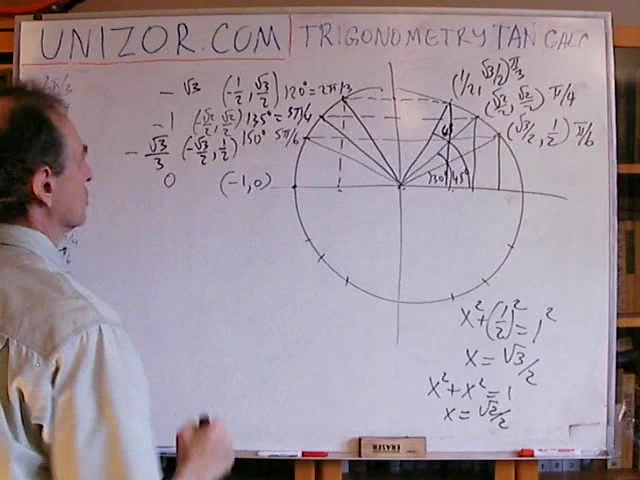 UNIZOR.COM | TRIGONOMETRY TAN CALC
- √3 (-1/2, √3/2) 120° = 2π/3
(1/2, √3/2) π/3
-1 (-√2/2, √2/2) 135° = 5π/6
(√2/2, √2/2) π/4
- √3/3 (-√3/2, 1/2) 150° 5π/6
(√3/2, 1/2) π/6
0 (-1,0)
30° 45°
x² + (1/2)² = 1²
x = √3/2
x² + x² = 1
x = √2/2
ERASER